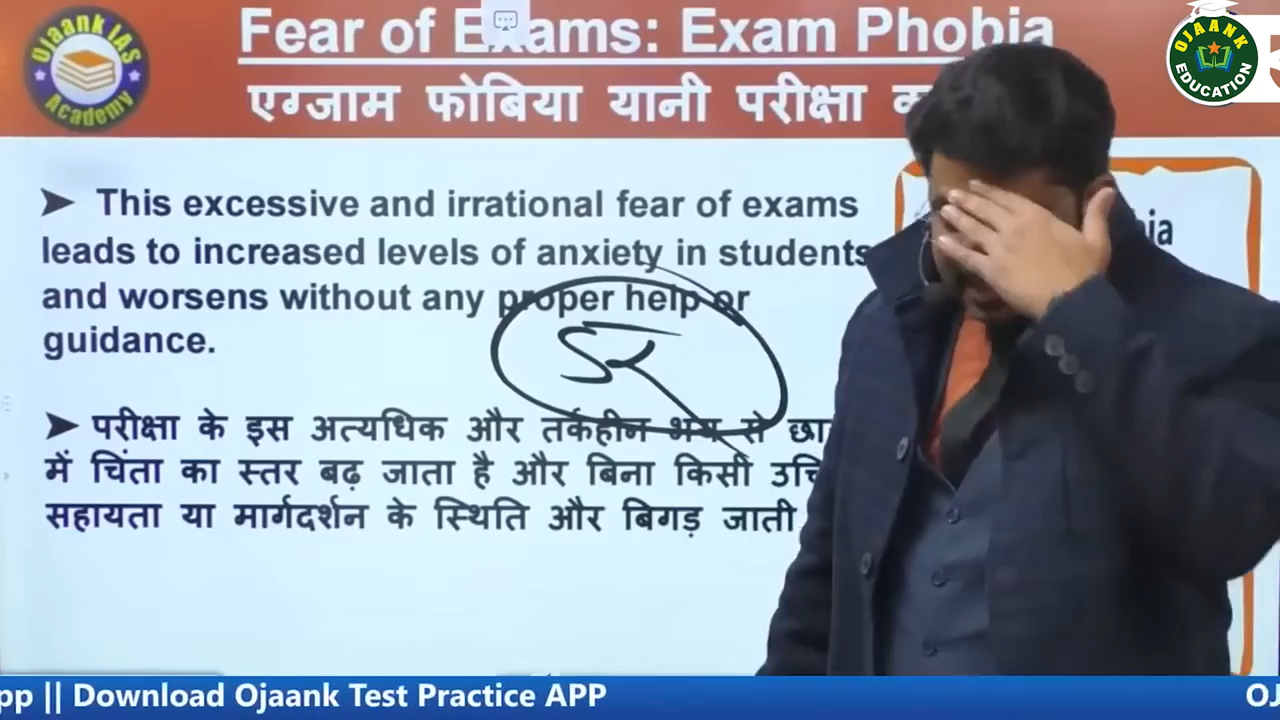 Ojaank IAS
Academy
Fear of Exams: Exam Phobia
एग्जाम फोबिया यानी परीक्षा
OJAANK
EDUCATION
➤ This excessive and irrational fear of exams
leads to increased levels of anxiety in students
and worsens without any proper help or
guidance.
डर
➤ परीक्षा के इस अत्यधिक और तर्कहीन भय से
में चिंता का स्तर बढ़ जाता है और बिना किसी
सहायता या मार्गदर्शन के स्थिति और बिगड़ जाती
|| Download Ojaank Test Practice APP